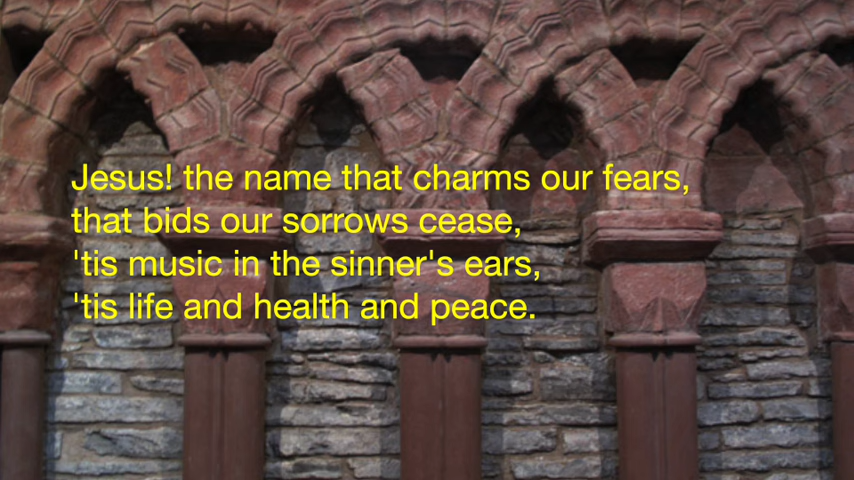 Jesus! the name that charms our fears,
that bids our sorrows cease,
'tis music in the sinner's ears,
'tis life and health and peace.